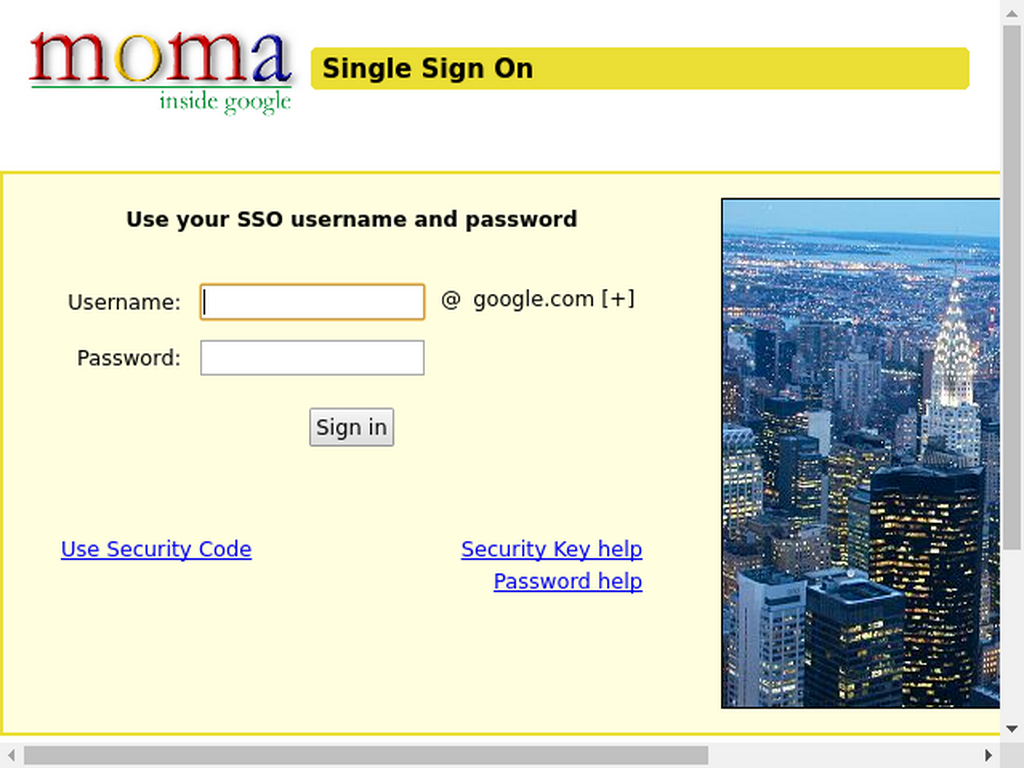 moma
inside google
Single Sign On
Use your SSO username and password
Username: @ google.com [+]
Password:
Sign in
Use Security Code Security Key help
Password help